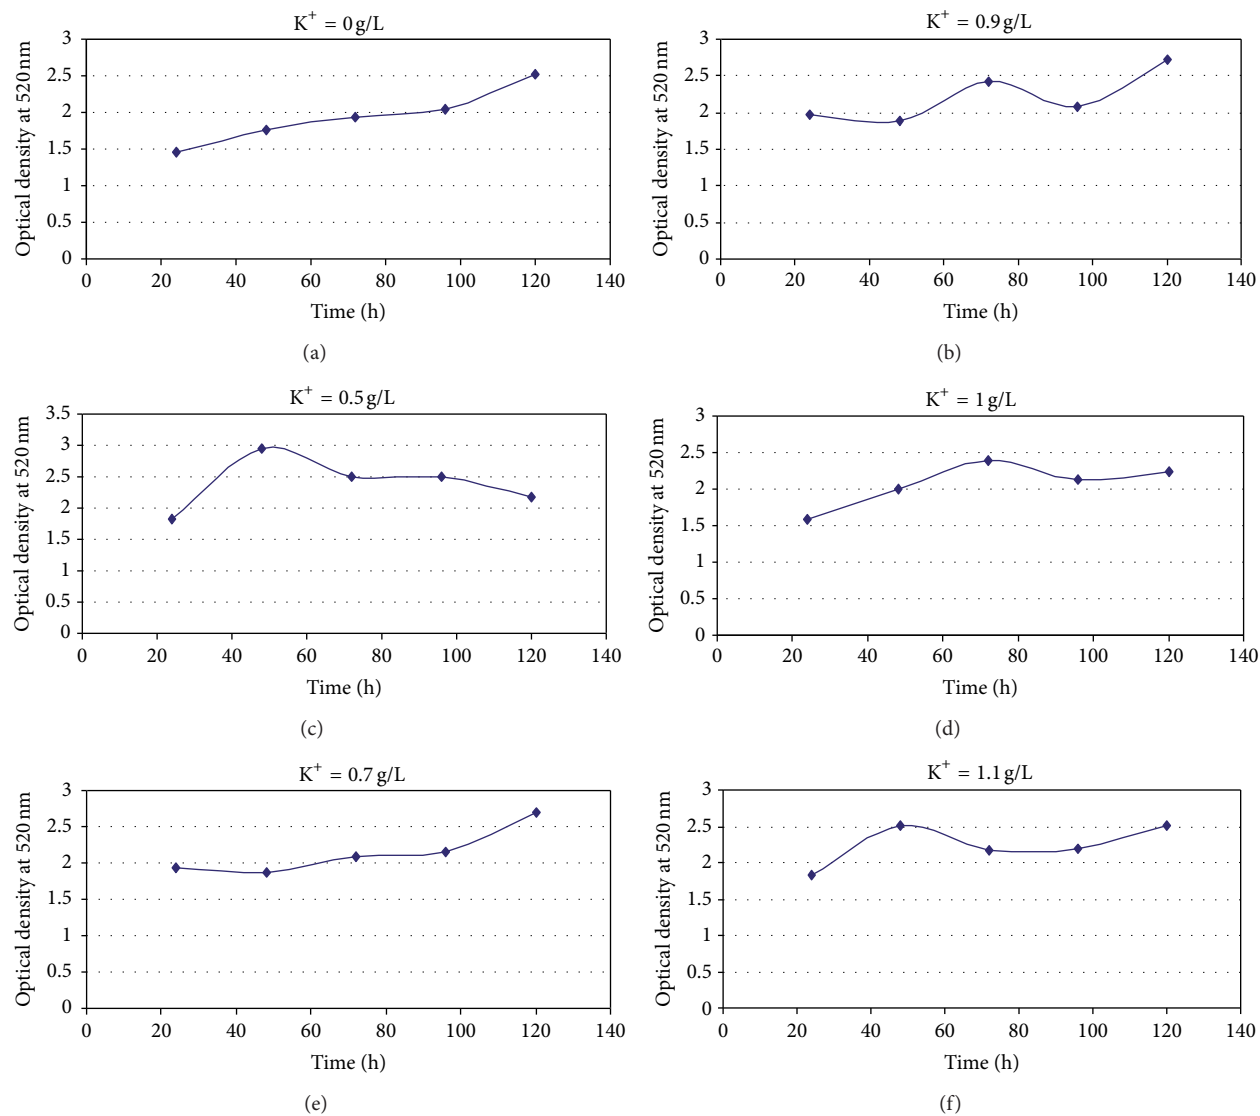 K⁺ = 0 g/L
Optical density at 520 nm
3
2.5
2
1.5
1
0.5
0
0 20 40 60 80 100 120 140
Time (h)
(a)
K⁺ = 0.9 g/L
Optical density at 520 nm
3
2.5
2
1.5
1
0.5
0
0 20 40 60 80 100 120 140
Time (h)
(b)
K⁺ = 0.5 g/L
Optical density at 520 nm
3.5
3
2.5
2
1.5
1
0.5
0
0 20 40 60 80 100 120 140
Time (h)
(c)
K⁺ = 1 g/L
Optical density at 520 nm
3
2.5
2
1.5
1
0.5
0
0 20 40 60 80 100 120 140
Time (h)
(d)
K⁺ = 0.7 g/L
Optical density at 520 nm
3
2.5
2
1.5
1
0.5
0
0 20 40 60 80 100 120 140
Time (h)
(e)
K⁺ = 1.1 g/L
Optical density at 520 nm
3
2.5
2
1.5
1
0.5
0
0 20 40 60 80 100 120 140
Time (h)
(f)